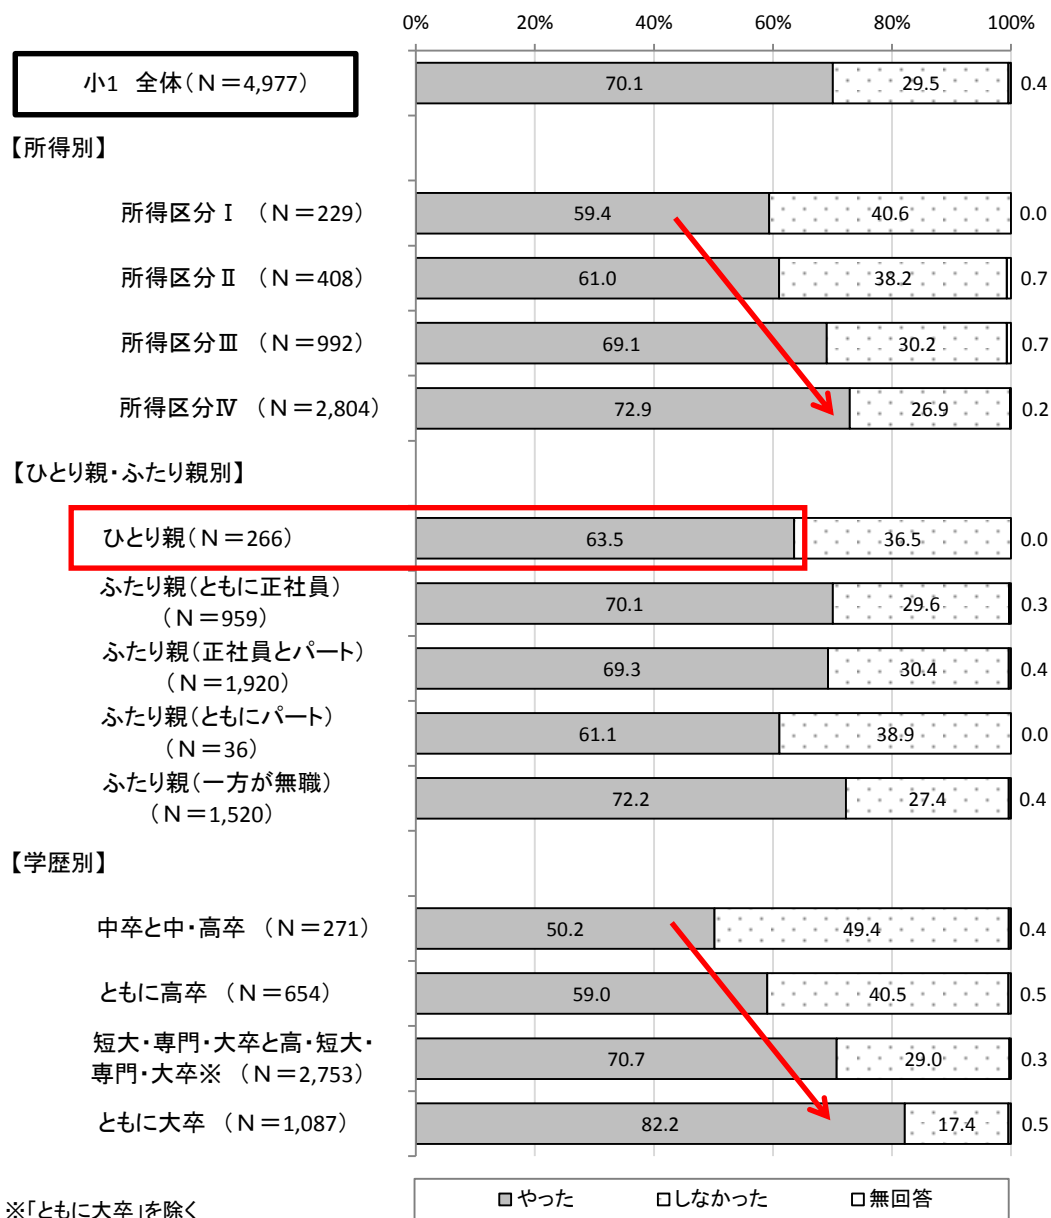 0% 20% 40% 60% 80% 100%
小1 全体(N=4,977) 70.1 29.5 0.4
【所得別】
所得区分Ⅰ (N=229) 59.4 40.6 0.0
所得区分Ⅱ (N=408) 61.0 38.2 0.7
所得区分Ⅲ (N=992) 69.1 30.2 0.7
所得区分Ⅳ (N=2,804) 72.9 26.9 0.2
【ひとり親・ふたり親別】
ひとり親(N=266) 63.5 36.5 0.0
ふたり親(ともに正社員)
(N=959) 70.1 29.6 0.3
ふたり親(正社員とパート)
(N=1,920) 69.3 30.4 0.4
ふたり親(ともにパート)
(N=36) 61.1 38.9 0.0
ふたり親(一方が無職)
(N=1,520) 72.2 27.4 0.4
【学歴別】
中卒と中・高卒 (N=271) 50.2 49.4 0.4
ともに高卒 (N=654) 59.0 40.5 0.5
短大・専門・大卒と高・短大・
専門・大卒※ (N=2,753) 70.7 29.0 0.3
ともに大卒 (N=1,087) 82.2 17.4 0.5
※「ともに大卒」を除く
やった しなかった 無回答